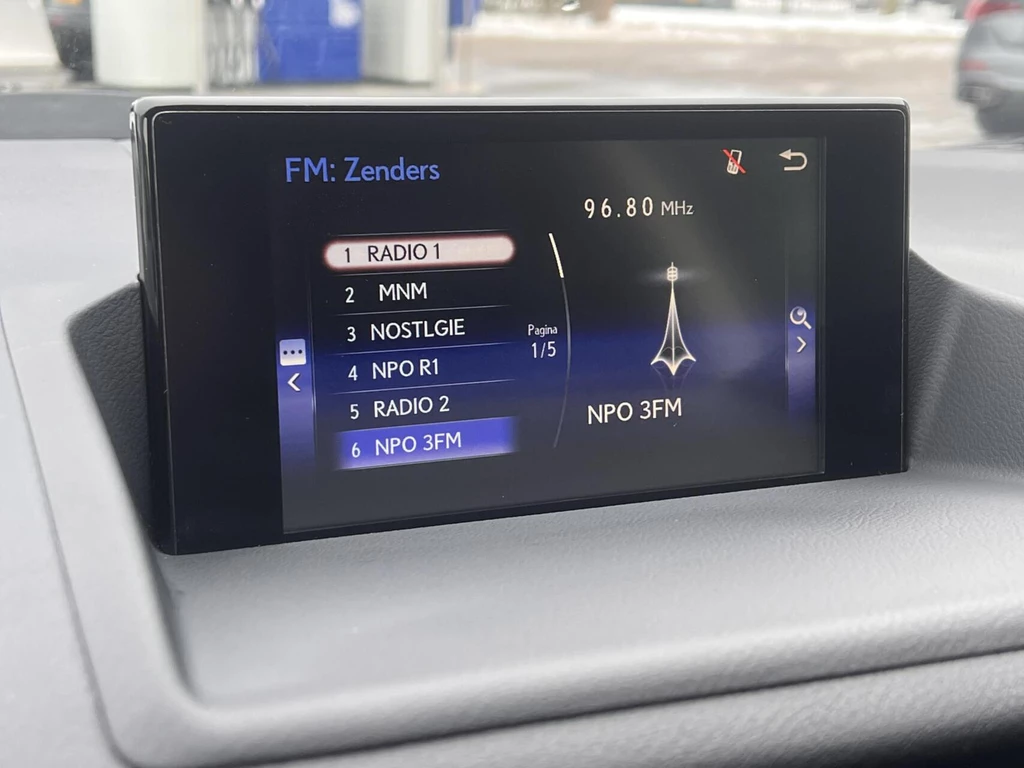 FM: Zenders
96.80 MHz
1 RADIO 1
2 MNM
3 NOSTLGIE
4 NPO R1
5 RADIO 2
6 NPO 3FM
Pagina
1/5
NPO 3FM